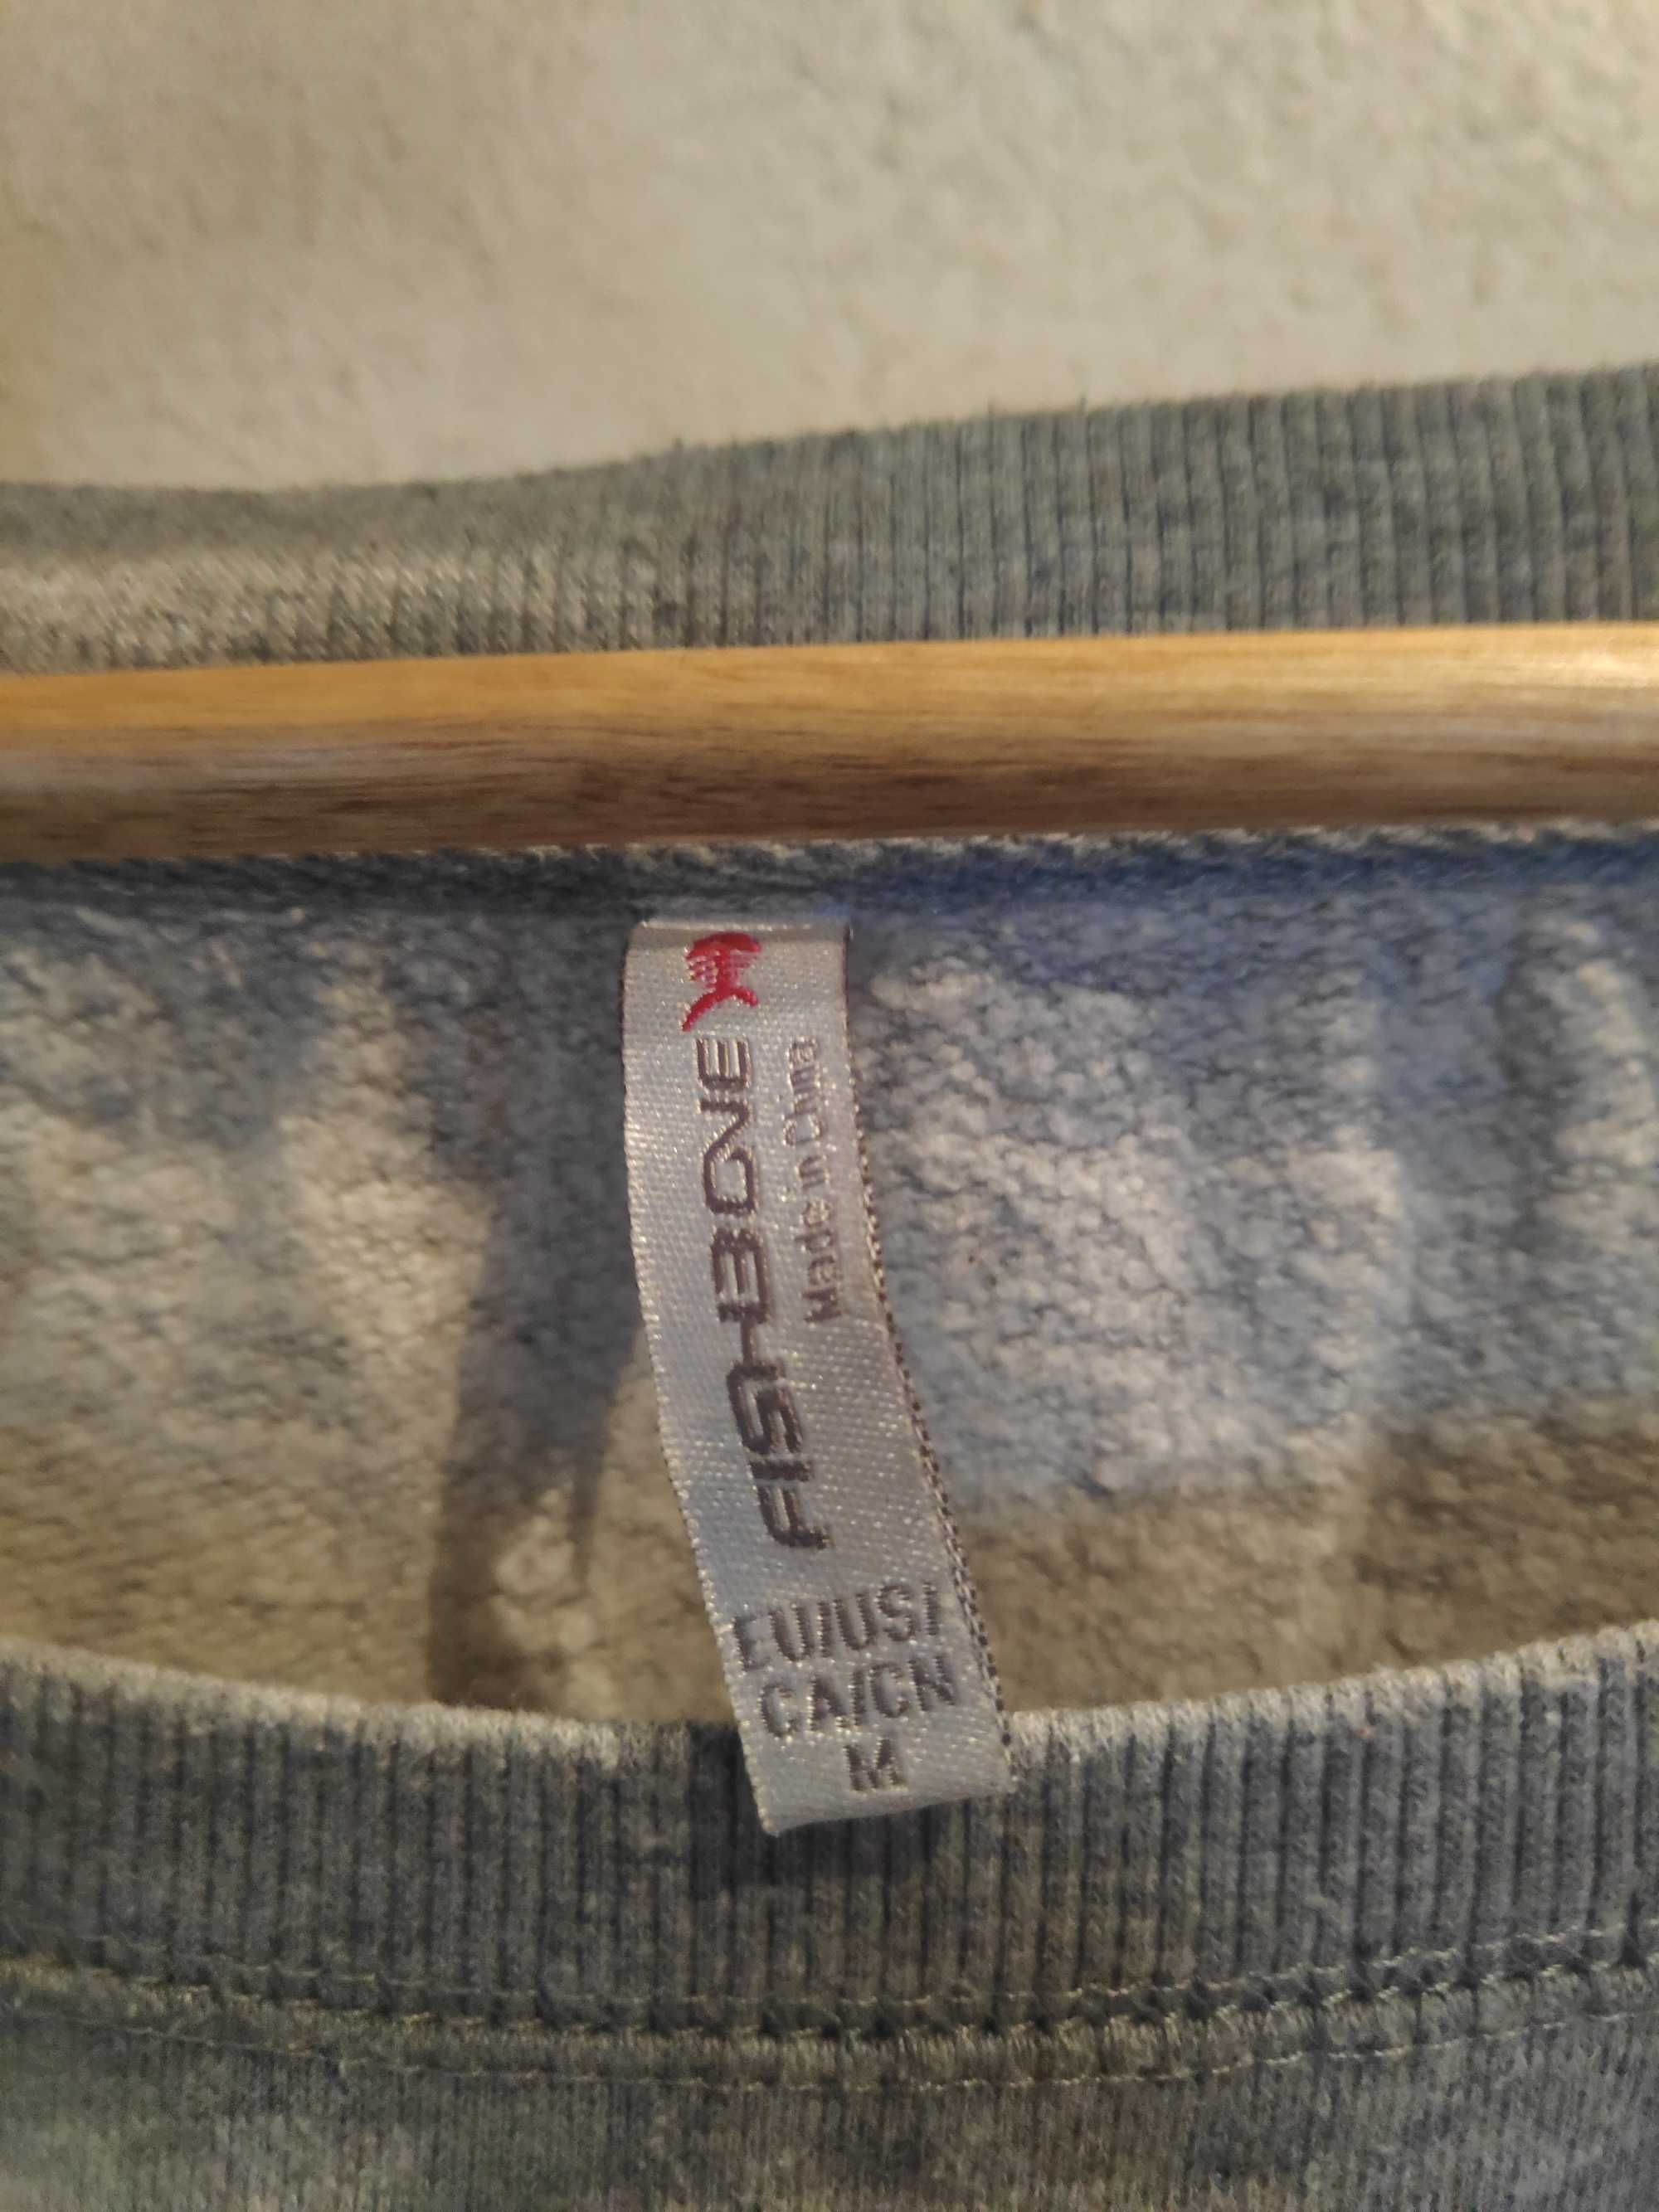 FISHBONE
Made in China
EU/US/
CA/CN
M